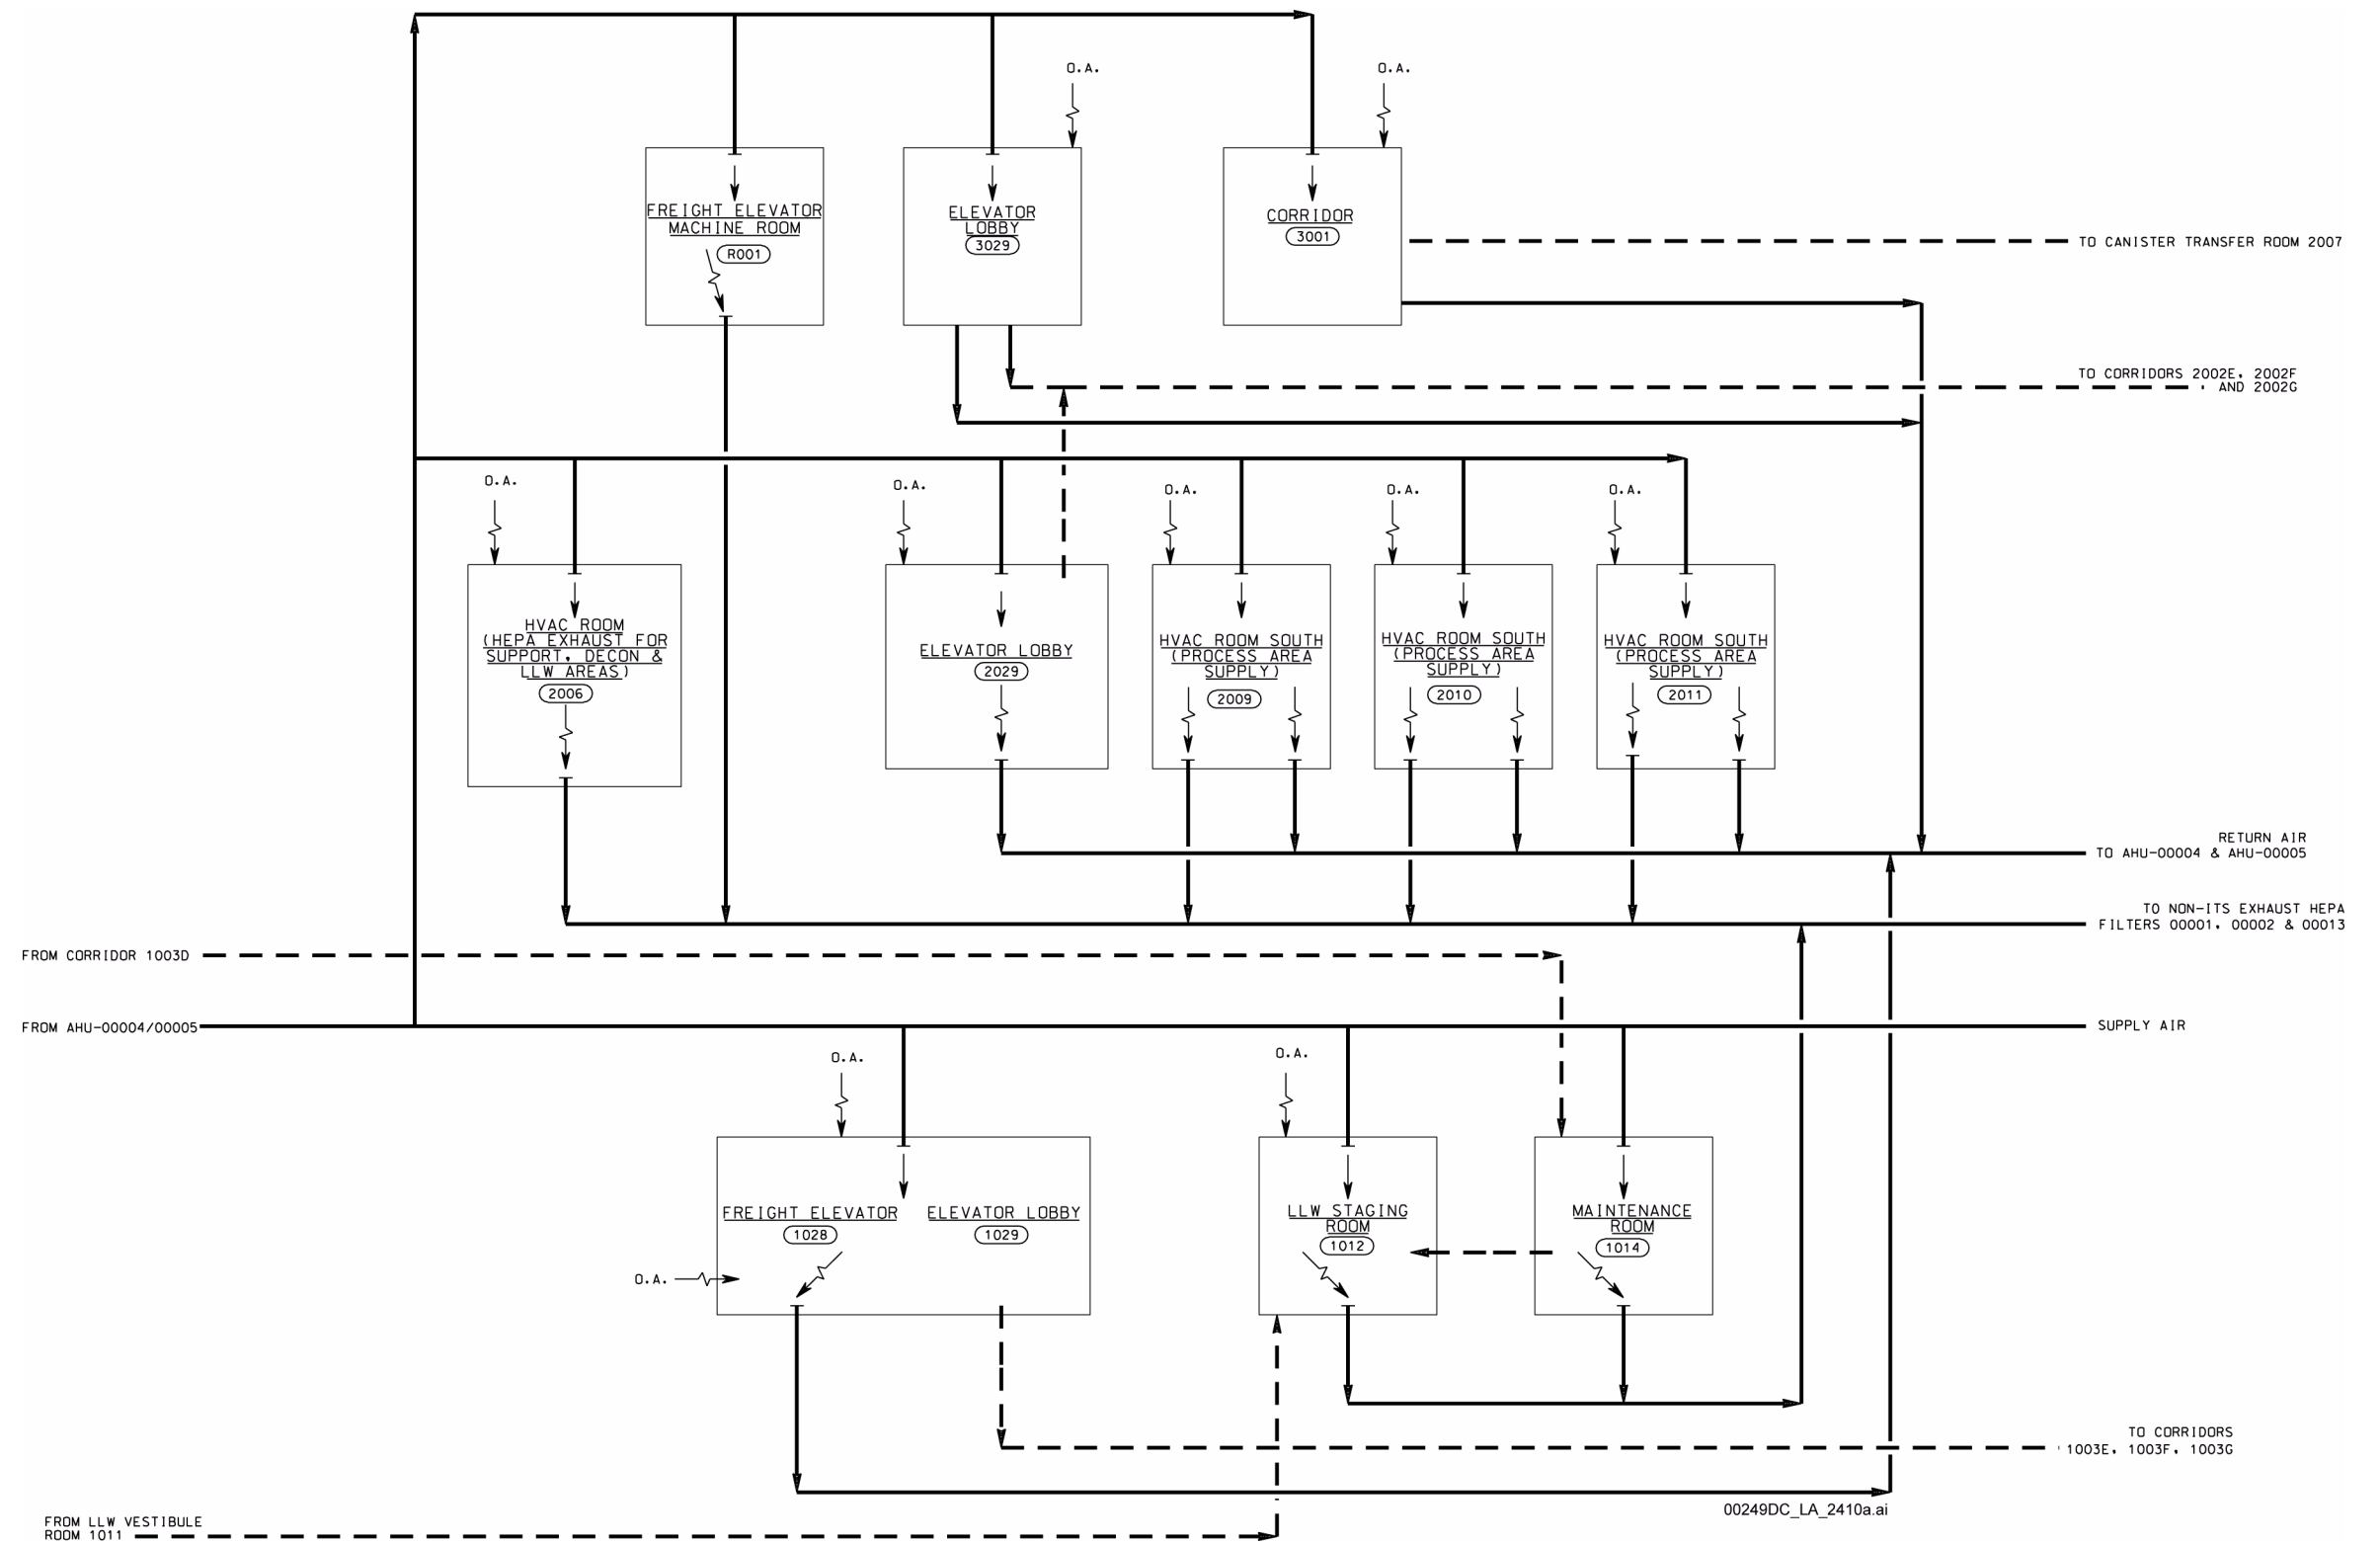 O.A.
O.A.
FREIGHT ELEVATOR
MACHINE ROOM
R001
ELEVATOR
LOBBY
3029
CORRIDOR
3001
TO CANISTER TRANSFER ROOM 2007
TO CORRIDORS 2002E, 2002F
AND 2002G
O.A.
O.A.
O.A.
O.A.
O.A.
HVAC ROOM
(HEPA EXHAUST FOR
SUPPORT, DECON &
LLW AREAS)
2006
ELEVATOR LOBBY
2029
HVAC ROOM SOUTH
(PROCESS AREA
SUPPLY)
2009
HVAC ROOM SOUTH
(PROCESS AREA
SUPPLY)
2010
HVAC ROOM SOUTH
(PROCESS AREA
SUPPLY)
2011
RETURN AIR
TO AHU-00004 & AHU-00005
TO NON-ITS EXHAUST HEPA
FILTERS 00001, 00002 & 00013
FROM CORRIDOR 1003D
FROM AHU-00004/00005
SUPPLY AIR
O.A.
O.A.
FREIGHT ELEVATOR
1028
ELEVATOR LOBBY
1029
LLW STAGING
ROOM
1012
MAINTENANCE
ROOM
1014
O.A.
TO CORRIDORS
1003E, 1003F, 1003G
00249DC_LA_2410a.ai
FROM LLW VESTIBULE
ROOM 1011